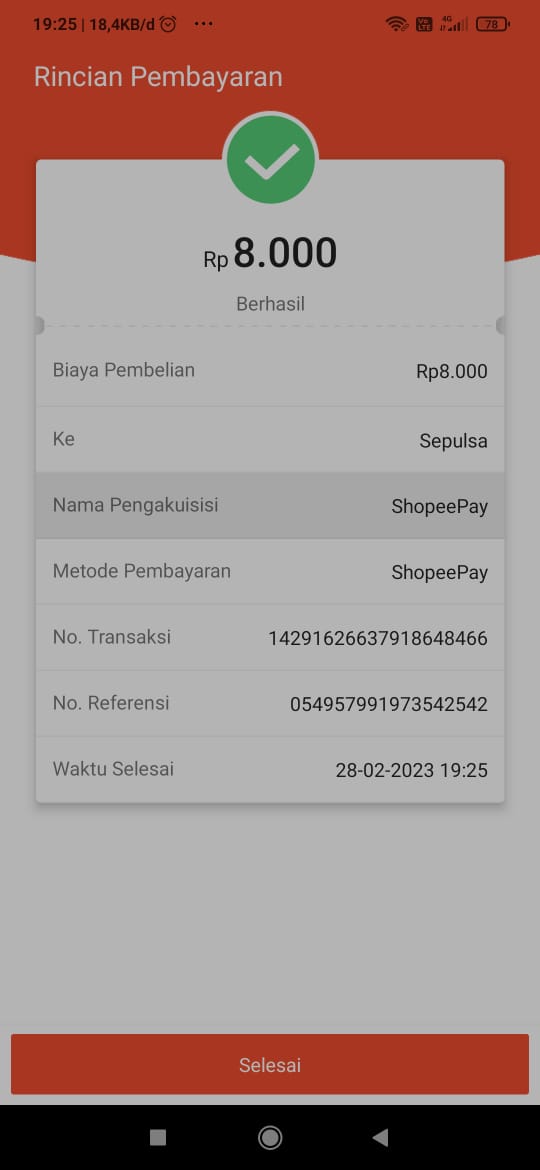 19:25 | 18,4KB/d ...
4G 78
Rincian Pembayaran
Rp 8.000
Berhasil
Biaya Pembelian Rp8.000
Ke Sepulsa
Nama Pengakuisisi ShopeePay
Metode Pembayaran ShopeePay
No. Transaksi 14291626637918648466
No. Referensi 054957991973542542
Waktu Selesai 28-02-2023 19:25
Selesai